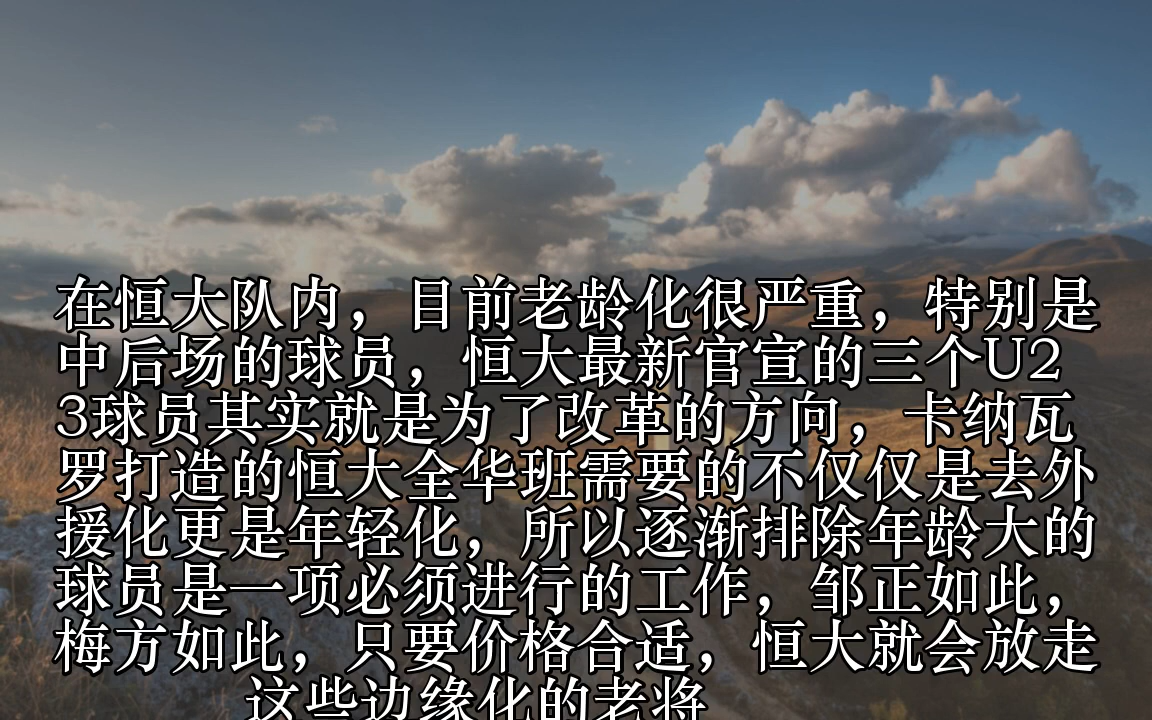 在恒大队内，目前老龄化很严重，特别是
中后场的球员，恒大最新官宣的三个U2
3球员其实就是为了改革的方向，卡纳瓦
罗打造的恒大全华班需要的不仅仅是去外
援化更是年轻化，所以逐渐排除年龄大的
球员是一项必须进行的工作，邹正如此，
梅方如此，只要价格合适，恒大就会放走
这些边缘化的老将